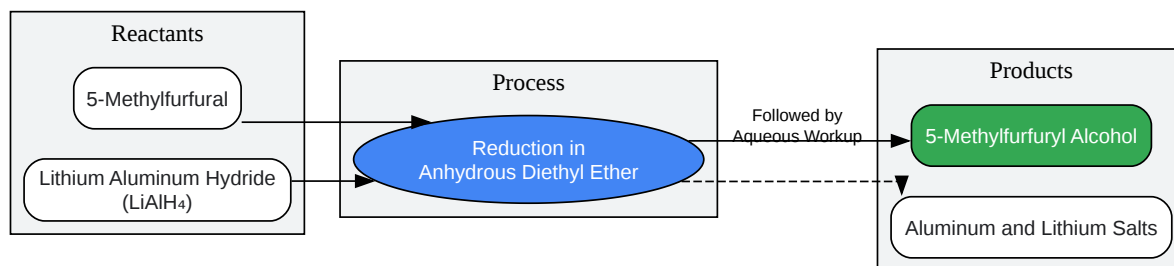 Reactants
5-Methylfurfural
Lithium Aluminum Hydride
(LiAlH₄)
Process
Reduction in
Anhydrous Diethyl Ether
Followed by
Aqueous Workup
Products
5-Methylfurfuryl Alcohol
Aluminum and Lithium Salts